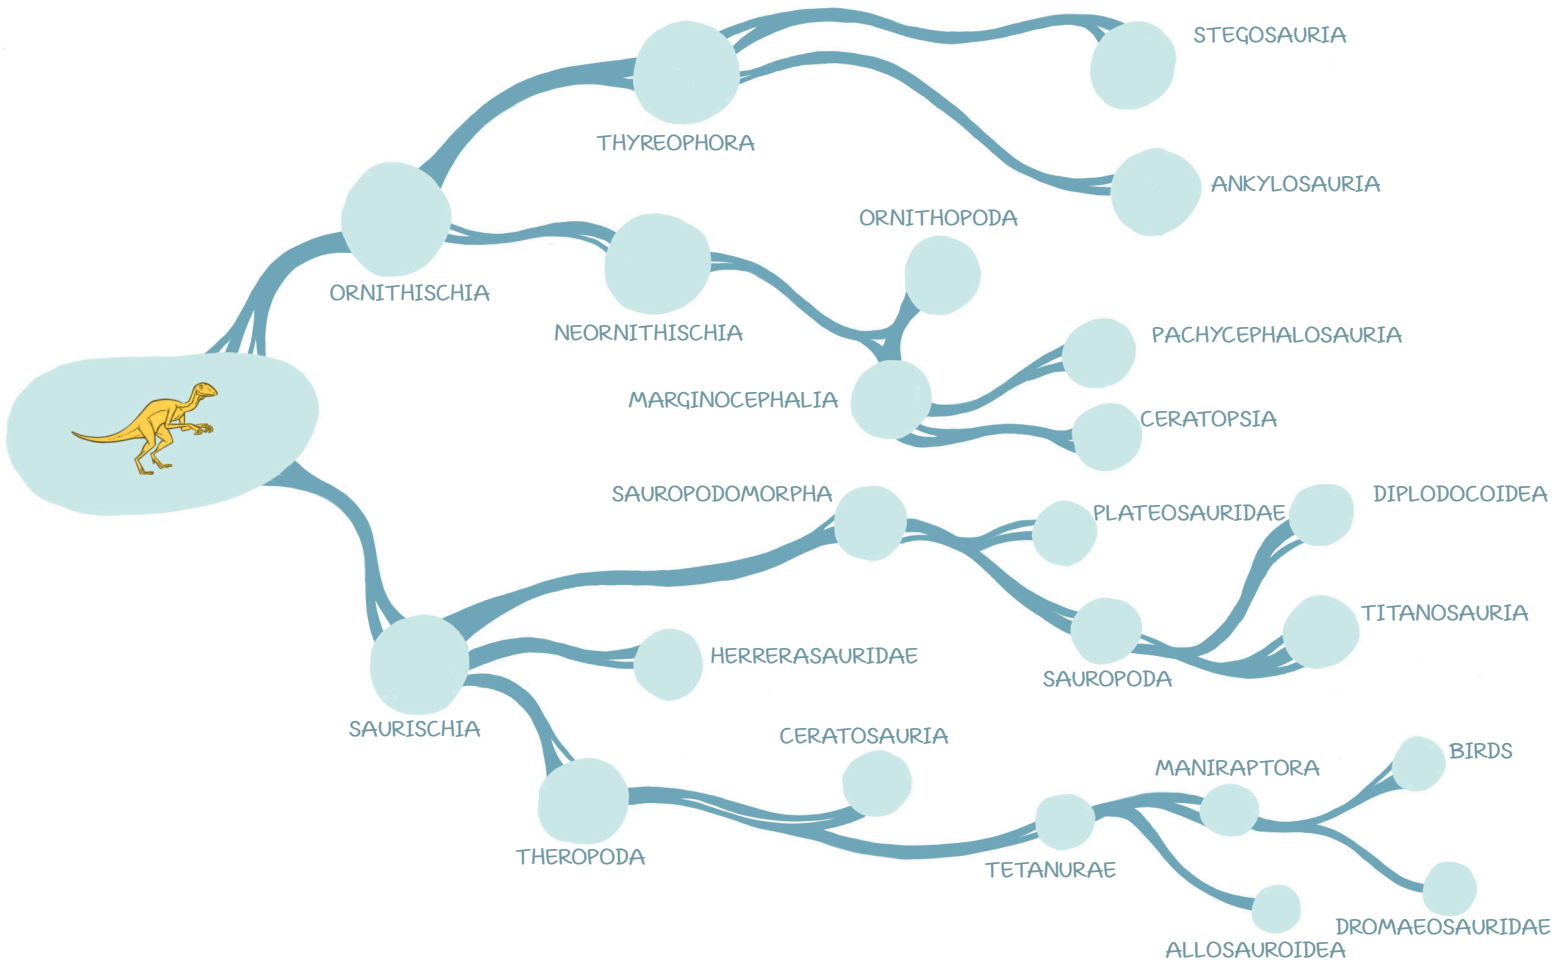 STEGOSAURIA
THYREOPHORA
ANKYLOSAURIA
ORNITHOPODA
ORNITHISCHIA
NEORNITHISCHIA
PACHYCEPHALOSAURIA
MARGINOCEPHALIA
CERATOPSIA
SAUROPODOMORPHA
PLATEOSAURIDAE
DIPLODOCOIDEA
TITANOSAURIA
HERRERASAURIDAE
SAUROPODA
SAURISCHIA
CERATOSAURIA
MANIRAPTORA
BIRDS
THEROPODA
TETANURAE
DROMAEOSAURIDAE
ALLOSAUROIDEA